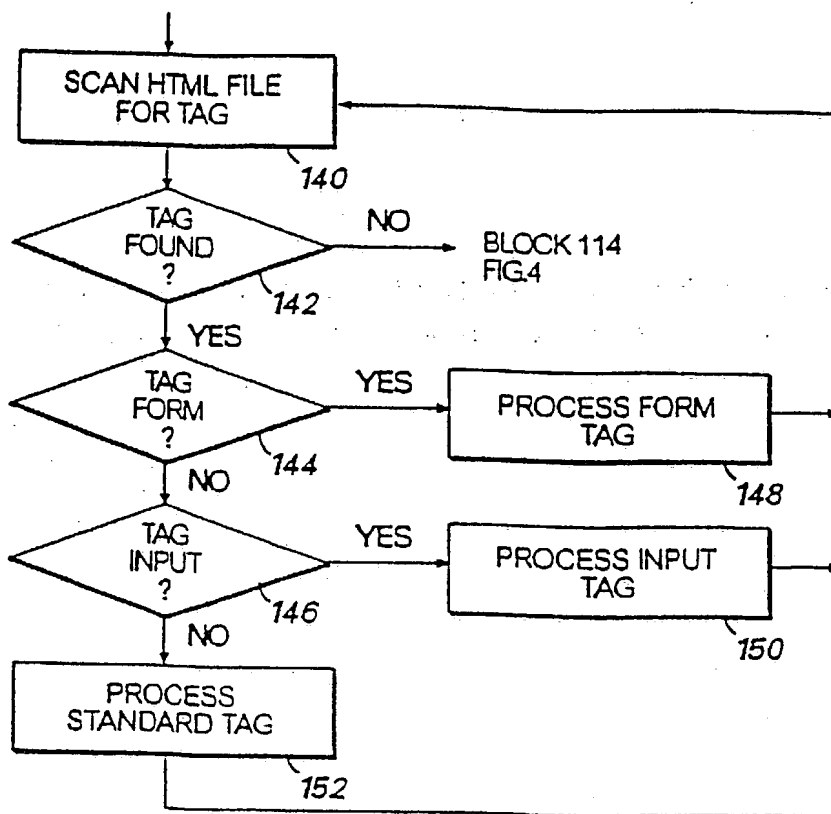 SCAN HTML FILE
FOR TAG
140
TAG
FOUND
?
142
NO
BLOCK 114
FIG.4
YES
TAG
FORM
?
144
YES
PROCESS FORM
TAG
148
NO
TAG
INPUT
?
146
YES
PROCESS INPUT
TAG
150
NO
PROCESS
STANDARD TAG
152